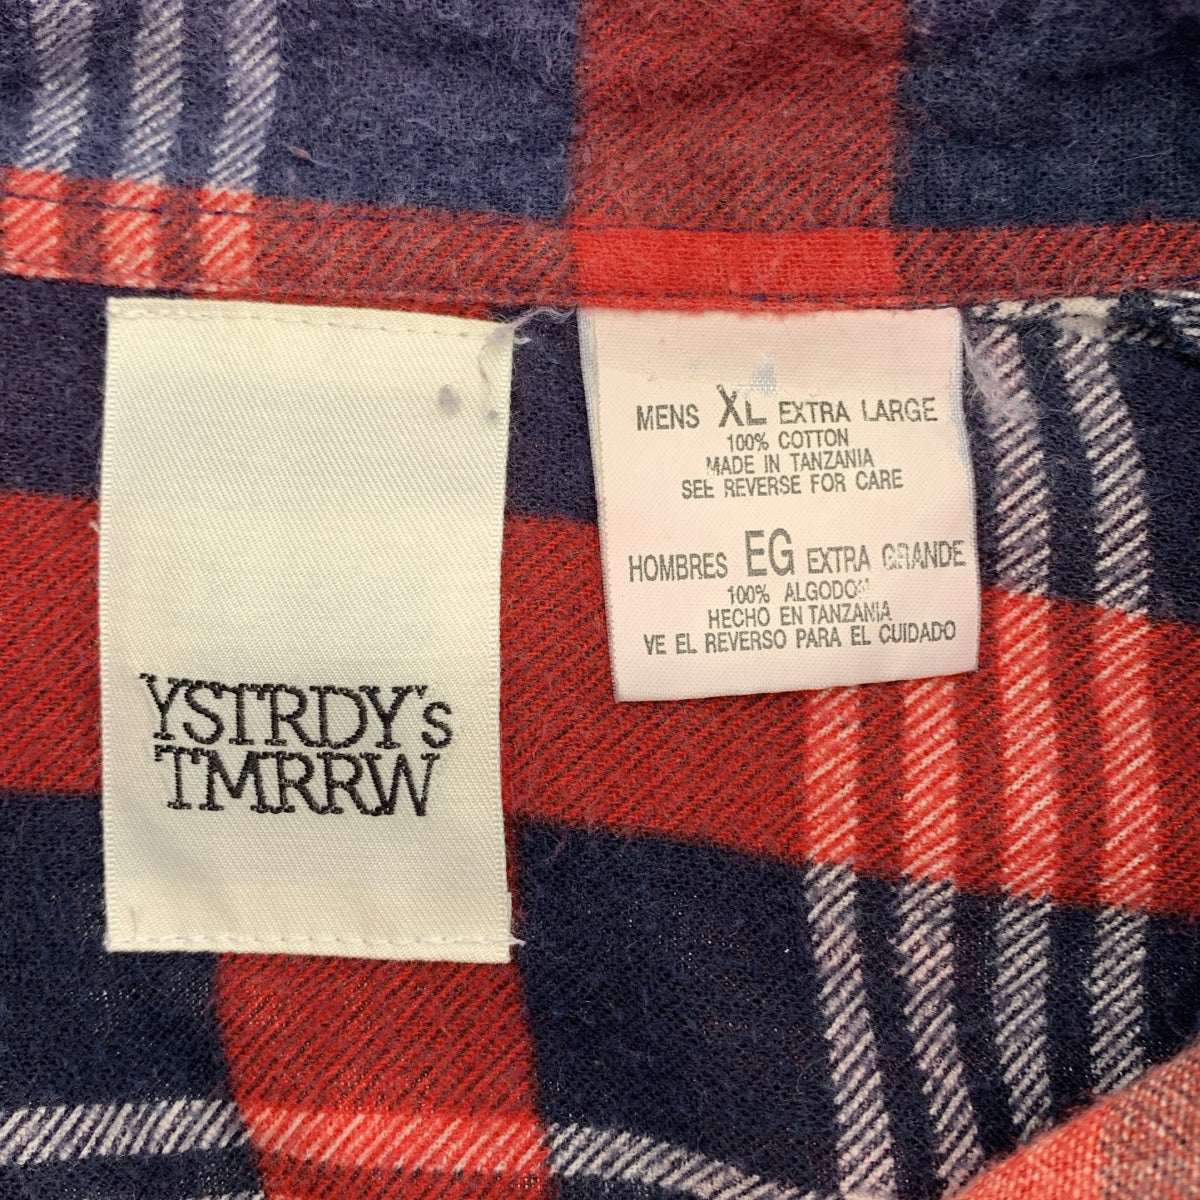 YSTRDY's
TMRRW
MENS XL EXTRA LARGE
100% COTTON
MADE IN TANZANIA
SEE REVERSE FOR CARE
HOMBRES EG EXTRA GRANDE
100% ALGODON
HECHO EN TANZANIA
VE EL REVERSO PARA EL CUIDADO